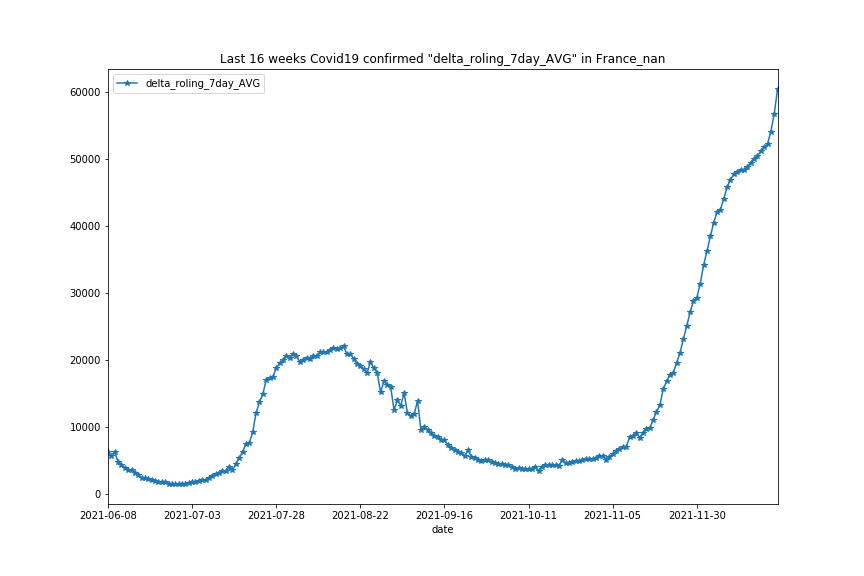 Last 16 weeks Covid19 confirmed "delta_roling_7day_AVG" in France_nan
delta_roling_7day_AVG
60000
50000
40000
30000
20000
10000
0
2021-06-08 2021-07-03 2021-07-28 2021-08-22 2021-09-16 2021-10-11 2021-11-05 2021-11-30
date